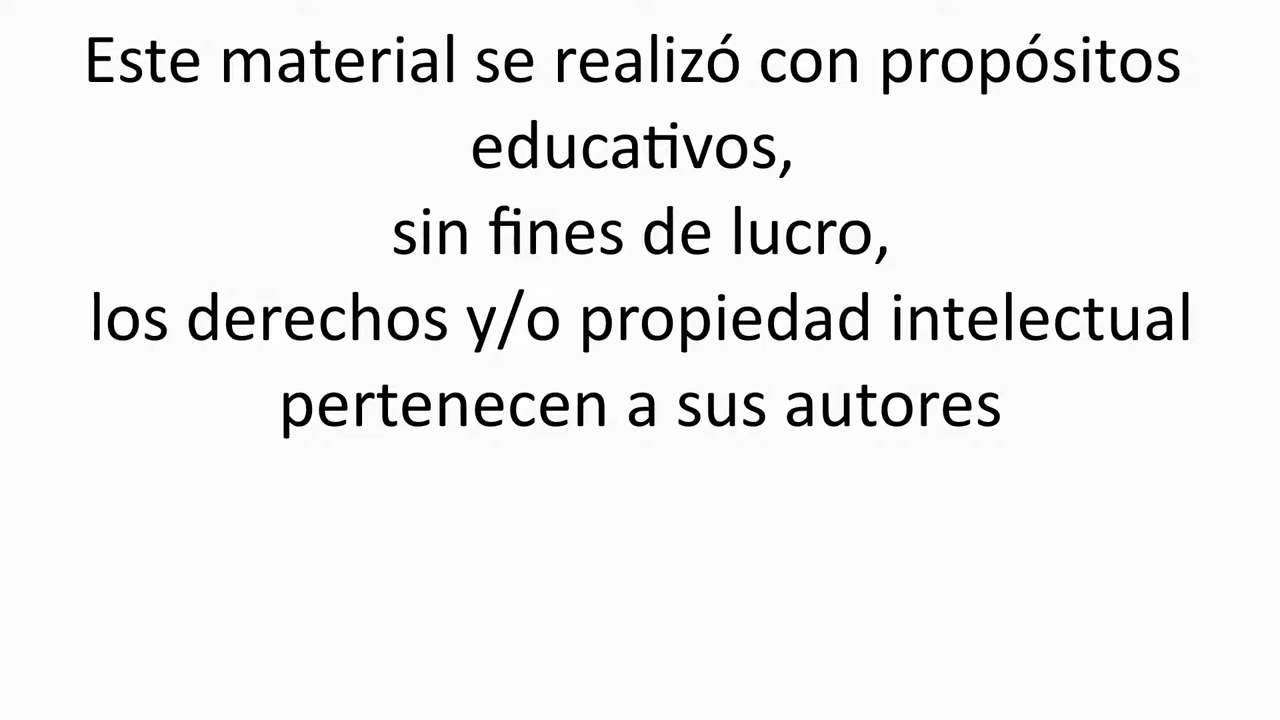 Este material se realizó con propósitos
educativos,
sin fines de lucro,
los derechos y/o propiedad intelectual
pertenecen a sus autores